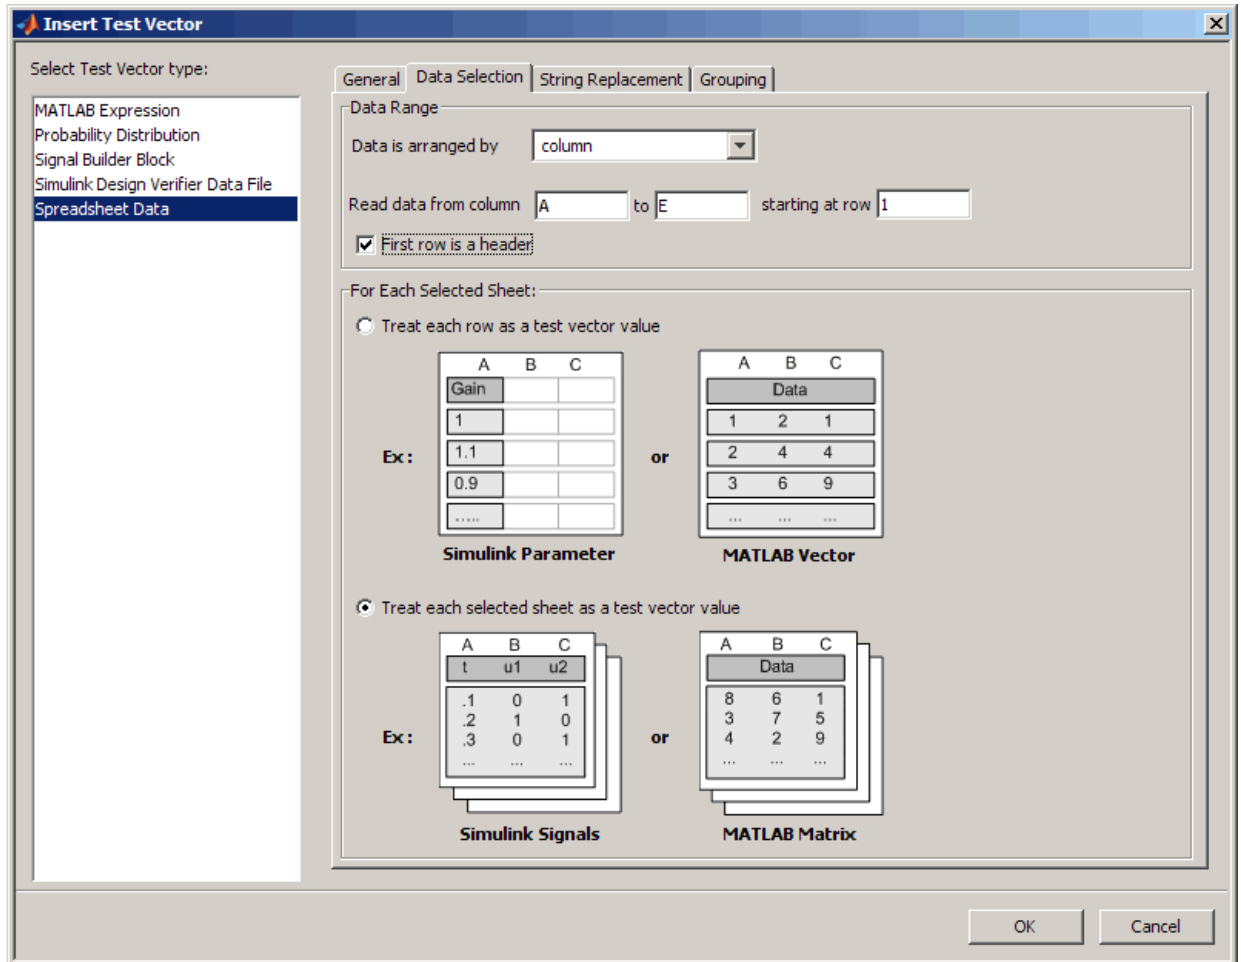 Insert Test Vector
Select Test Vector type:
MATLAB Expression
Probability Distribution
Signal Builder Block
Simulink Design Verifier Data File
Spreadsheet Data
General Data Selection String Replacement Grouping
Data Range
Data is arranged by column
Read data from column A to E starting at row 1
First row is a header
For Each Selected Sheet:
Treat each row as a test vector value
A B C
Gain
1
1.1
0.9
.....
Ex:
Simulink Parameter
or
A B C
Data
1 2 1
2 4 4
3 6 9
... ... ...
MATLAB Vector
Treat each selected sheet as a test vector value
A B C
t u1 u2
.1 0 1
.2 1 0
.3 0 1
... ... ...
Ex:
Simulink Signals
or
A B C
Data
8 6 1
3 7 5
4 2 9
... ... ...
MATLAB Matrix
OK Cancel